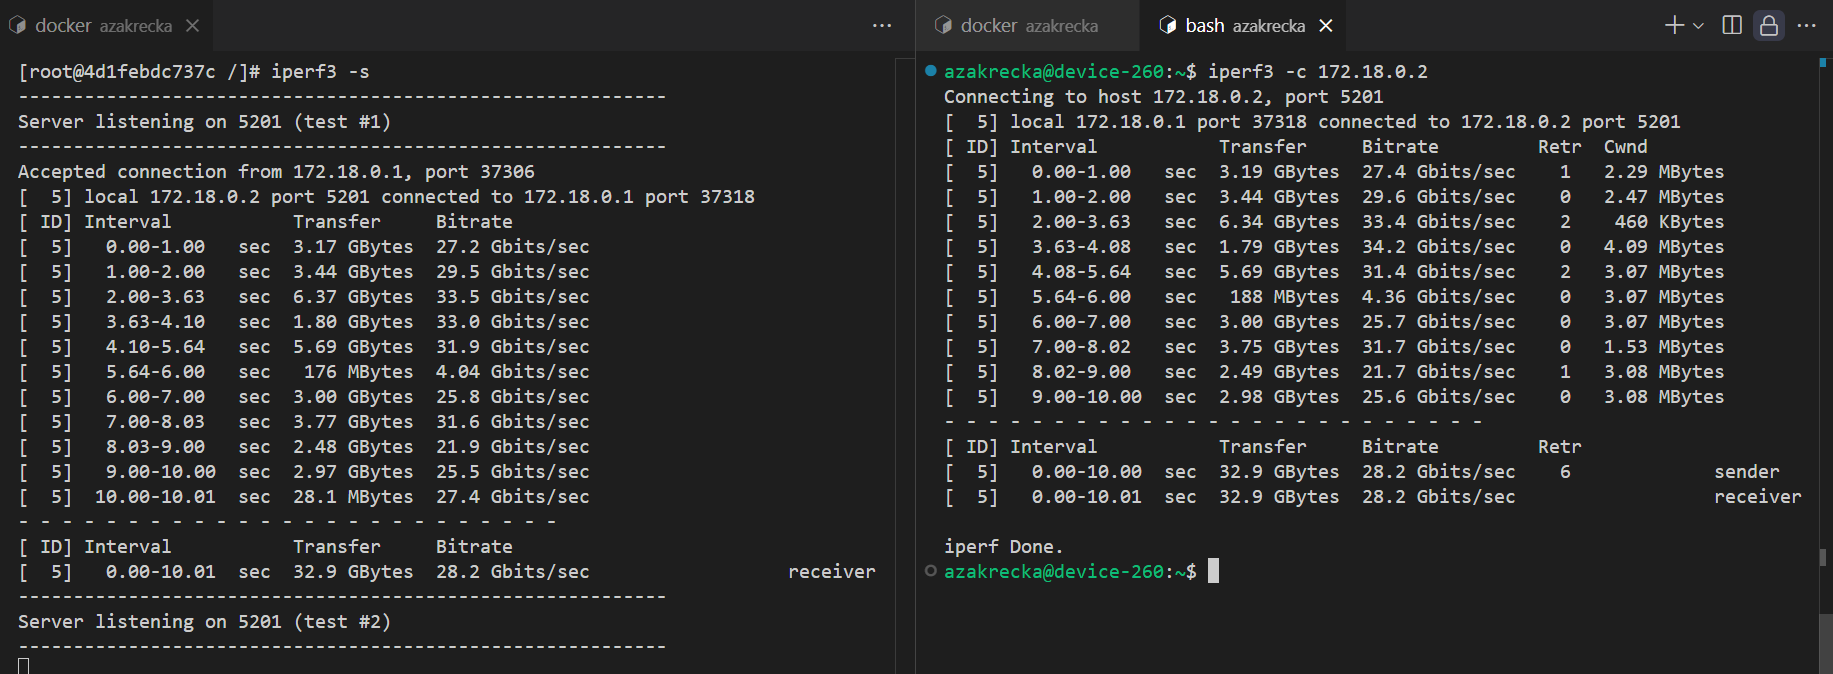 docker azakrecka
[root@4d1febdc737c /]# iperf3 -s
-----------------------------------------------------------
Server listening on 5201 (test #1)
-----------------------------------------------------------
Accepted connection from 172.18.0.1, port 37306
[  5] local 172.18.0.2 port 5201 connected to 172.18.0.1 port 37318
[ ID] Interval           Transfer     Bitrate
[  5]   0.00-1.00   sec  3.17 GBytes  27.2 Gbits/sec
[  5]   1.00-2.00   sec  3.44 GBytes  29.5 Gbits/sec
[  5]   2.00-3.63   sec  6.37 GBytes  33.5 Gbits/sec
[  5]   3.63-4.10   sec  1.80 GBytes  33.0 Gbits/sec
[  5]   4.10-5.64   sec  5.69 GBytes  31.9 Gbits/sec
[  5]   5.64-6.00   sec   176 MBytes  4.04 Gbits/sec
[  5]   6.00-7.00   sec  3.00 GBytes  25.8 Gbits/sec
[  5]   7.00-8.03   sec  3.77 GBytes  31.6 Gbits/sec
[  5]   8.03-9.00   sec  2.48 GBytes  21.9 Gbits/sec
[  5]   9.00-10.00  sec  2.97 GBytes  25.5 Gbits/sec
[  5]  10.00-10.01  sec  28.1 MBytes  27.4 Gbits/sec
- - - - - - - - - - - - - - - - - - - - - - - - -
[ ID] Interval           Transfer     Bitrate
[  5]   0.00-10.01  sec  32.9 GBytes  28.2 Gbits/sec                  receiver
-----------------------------------------------------------
Server listening on 5201 (test #2)
-----------------------------------------------------------
docker azakrecka
bash azakrecka
azakrecka@device-260:~$ iperf3 -c 172.18.0.2
Connecting to host 172.18.0.2, port 5201
[  5] local 172.18.0.1 port 37318 connected to 172.18.0.2 port 5201
[ ID] Interval           Transfer     Bitrate         Retr  Cwnd
[  5]   0.00-1.00   sec  3.19 GBytes  27.4 Gbits/sec    1   2.29 MBytes
[  5]   1.00-2.00   sec  3.44 GBytes  29.6 Gbits/sec    0   2.47 MBytes
[  5]   2.00-3.63   sec  6.34 GBytes  33.4 Gbits/sec    2    460 KBytes
[  5]   3.63-4.08   sec  1.79 GBytes  34.2 Gbits/sec    0   4.09 MBytes
[  5]   4.08-5.64   sec  5.69 GBytes  31.4 Gbits/sec    2   3.07 MBytes
[  5]   5.64-6.00   sec   188 MBytes  4.36 Gbits/sec    0   3.07 MBytes
[  5]   6.00-7.00   sec  3.00 GBytes  25.7 Gbits/sec    0   3.07 MBytes
[  5]   7.00-8.02   sec  3.75 GBytes  31.7 Gbits/sec    0   1.53 MBytes
[  5]   8.02-9.00   sec  2.49 GBytes  21.7 Gbits/sec    1   3.08 MBytes
[  5]   9.00-10.00  sec  2.98 GBytes  25.6 Gbits/sec    0   3.08 MBytes
- - - - - - - - - - - - - - - - - - - - - - - - -
[ ID] Interval           Transfer     Bitrate         Retr
[  5]   0.00-10.00  sec  32.9 GBytes  28.2 Gbits/sec    6             sender
[  5]   0.00-10.01  sec  32.9 GBytes  28.2 Gbits/sec                  receiver
iperf Done.
azakrecka@device-260:~$